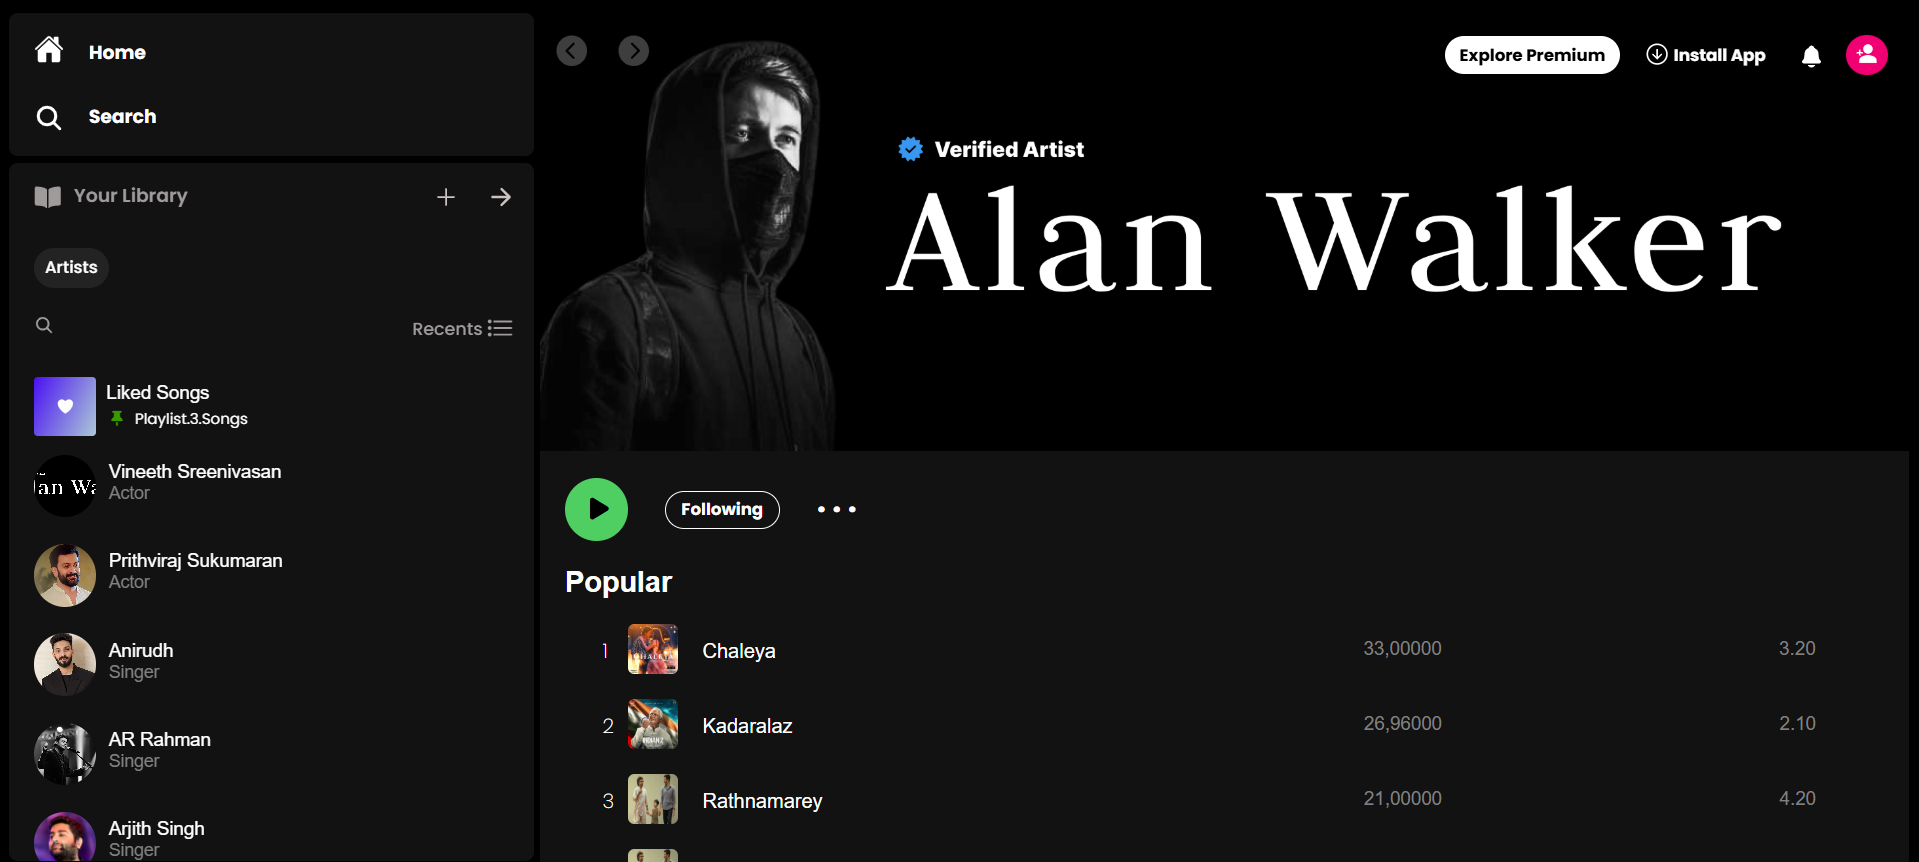 Home
Search
Your Library
Artists
Recents
Liked Songs
Playlist.3.Songs
lan Wa
Vineeth Sreenivasan
Actor
Prithviraj Sukumaran
Actor
Anirudh
Singer
AR Rahman
Singer
Arjith Singh
Singer
Explore Premium
Install App
Verified Artist
Alan Walker
Following
Popular
1 Chaleya 33,00000 3.20
2 Kadaralaz 26,96000 2.10
3 Rathnamarey 21,00000 4.20